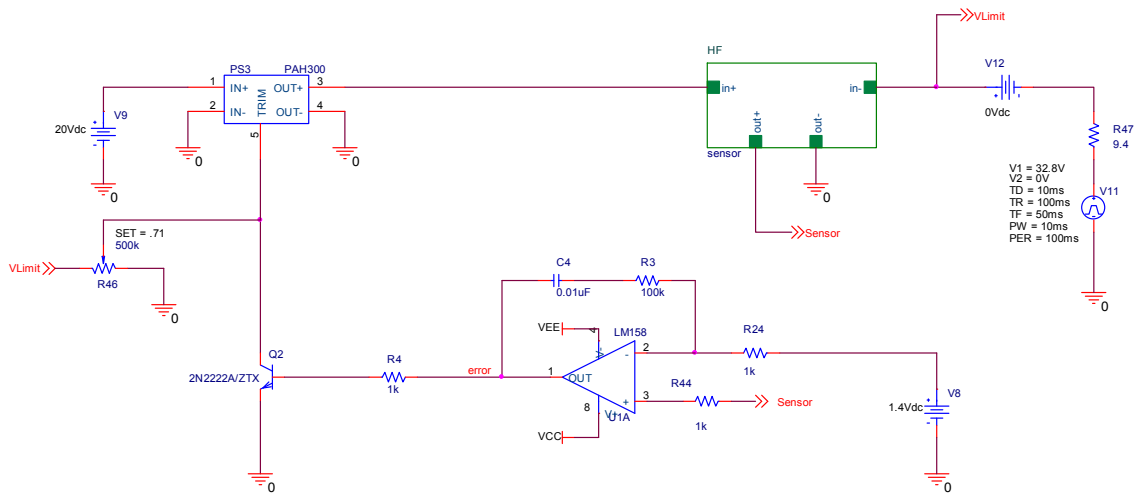 VLimit
HF
V12
PS3
PAH300
1
IN+
OUT+
3
in+
in-
2
IN-
OUT-
4
TRIM
5
V9
20Vdc
0Vdc
R47
9.4
out+
out-
sensor
0
0
0
0
V1 = 32.8V
V2 = 0V
TD = 10ms
TR = 100ms
TF = 50ms
PW = 10ms
PER = 100ms
V11
Sensor
SET = .71
500k
VLimit
R46
0
0
C4
0.01uF
R3
100k
VEE
4
V-
LM158
R24
1k
2
-
Q2
2N2222A/ZTX
R4
1k
error
1
OUT
R44
1k
3
+
Sensor
V8
1.4Vdc
8
V+
U1A
VCC
0
0